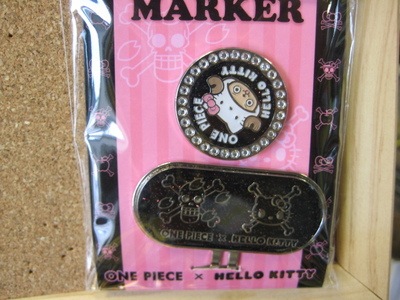 MARKER
HELLO KITTY
ONE PIECE
ONE PIECE × HELLO KITTY
ONE PIECE × HELLO KITTY